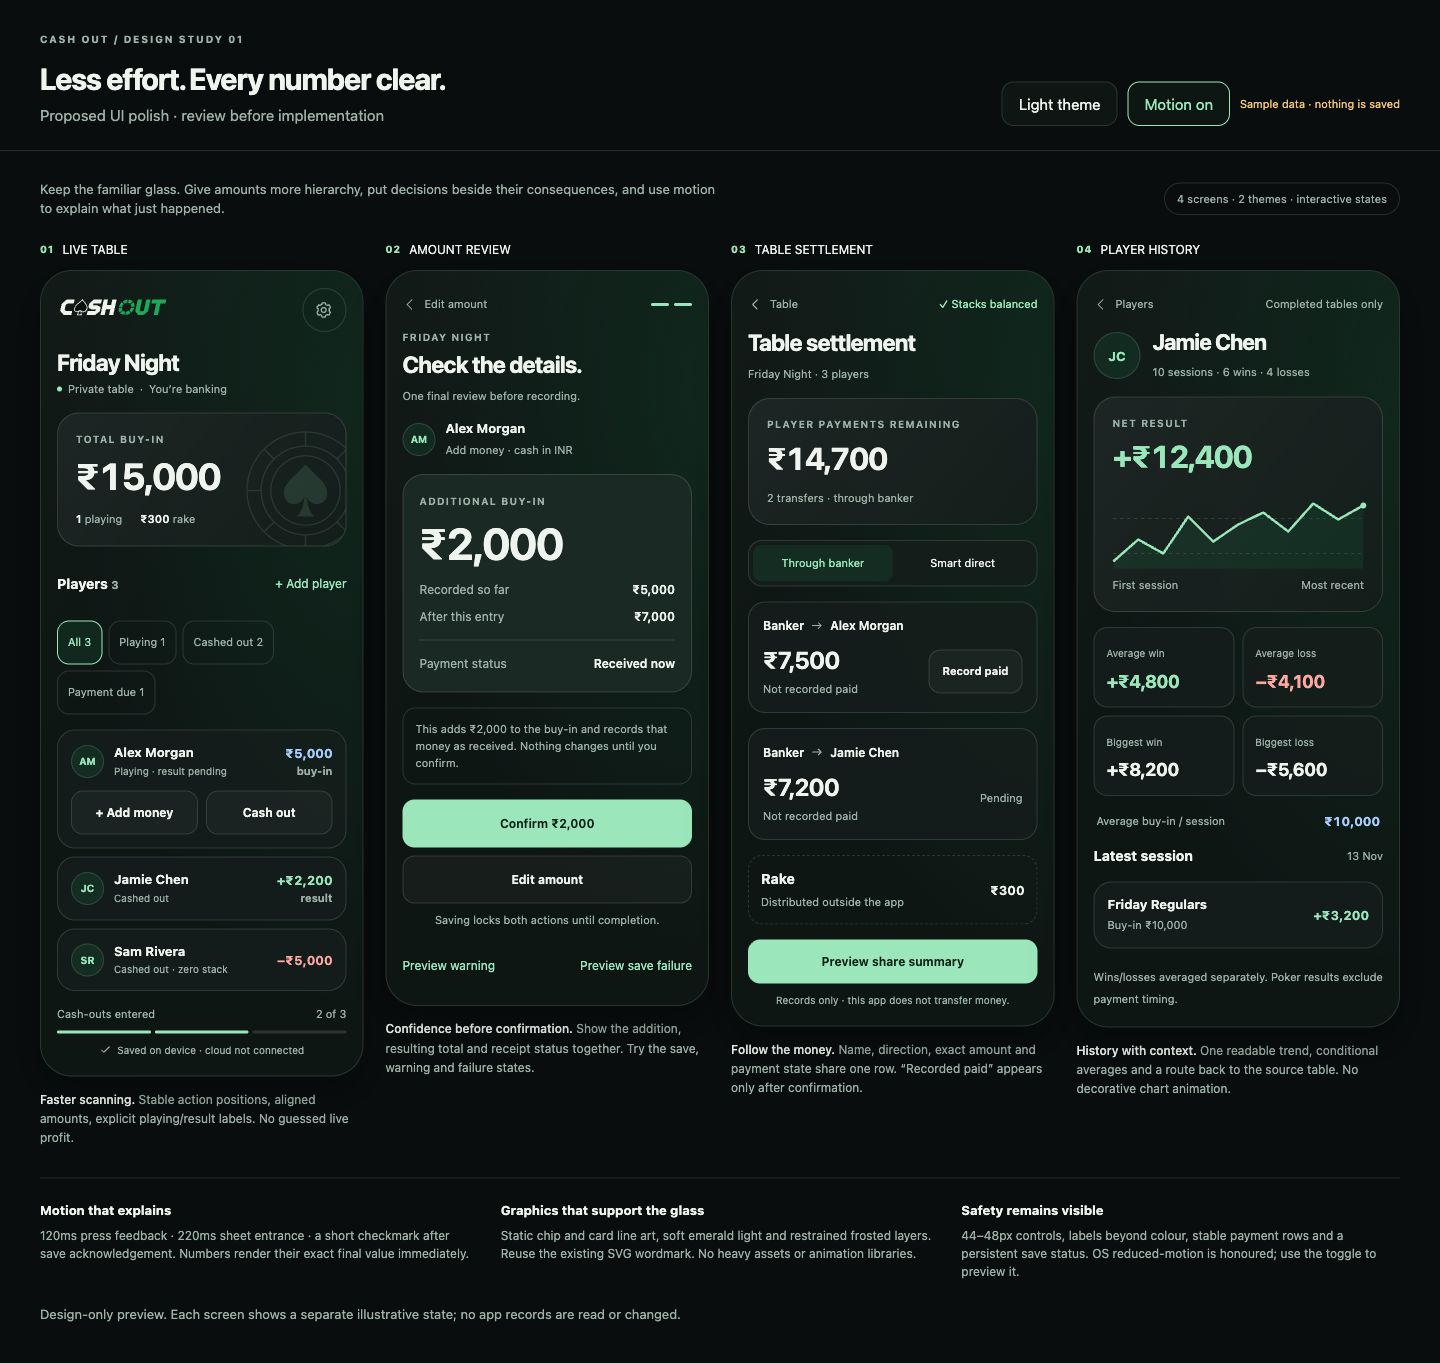 CASH OUT / DESIGN STUDY 01
Less effort. Every number clear.
Proposed UI polish · review before implementation
Light theme
Motion on
Sample data · nothing is saved
Keep the familiar glass. Give amounts more hierarchy, put decisions beside their consequences, and use motion
to explain what just happened.
4 screens · 2 themes · interactive states
01 LIVE TABLE
CASH OUT
Friday Night
Private table · You’re banking
TOTAL BUY-IN
₹15,000
1 playing ₹300 rake
Players 3
+ Add player
All 3
Playing 1
Cashed out 2
Payment due 1
AM
Alex Morgan
₹5,000
Playing · result pending
buy-in
+ Add money
Cash out
JC
Jamie Chen
+₹2,200
Cashed out
result
SR
Sam Rivera
Cashed out · zero stack
−₹5,000
Cash-outs entered
2 of 3
✓ Saved on device · cloud not connected
Faster scanning. Stable action positions, aligned
amounts, explicit playing/result labels. No guessed live
profit.
02 AMOUNT REVIEW
Edit amount
FRIDAY NIGHT
Check the details.
One final review before recording.
AM
Alex Morgan
Add money · cash in INR
ADDITIONAL BUY-IN
₹2,000
Recorded so far ₹5,000
After this entry ₹7,000
Payment status Received now
This adds ₹2,000 to the buy-in and records that
money as received. Nothing changes until you
confirm.
Confirm ₹2,000
Edit amount
Saving locks both actions until completion.
Preview warning
Preview save failure
Confidence before confirmation. Show the addition,
resulting total and receipt status together. Try the save,
warning and failure states.
03 TABLE SETTLEMENT
Table
✓ Stacks balanced
Table settlement
Friday Night · 3 players
PLAYER PAYMENTS REMAINING
₹14,700
2 transfers · through banker
Through banker
Smart direct
Banker → Alex Morgan
₹7,500
Not recorded paid
Record paid
Banker → Jamie Chen
₹7,200
Not recorded paid
Pending
Rake
Distributed outside the app
₹300
Preview share summary
Records only · this app does not transfer money.
Follow the money. Name, direction, exact amount and
payment state share one row. “Recorded paid” appears
only after confirmation.
04 PLAYER HISTORY
Players
Completed tables only
JC
Jamie Chen
10 sessions · 6 wins · 4 losses
NET RESULT
+₹12,400
First session
Most recent
Average win
+₹4,800
Average loss
−₹4,100
Biggest win
+₹8,200
Biggest loss
−₹5,600
Average buy-in / session ₹10,000
Latest session 13 Nov
Friday Regulars
Buy-in ₹10,000
+₹3,200
Wins/losses averaged separately. Poker results exclude
payment timing.
History with context. One readable trend, conditional
averages and a route back to the source table. No
decorative chart animation.
Motion that explains
120ms press feedback · 220ms sheet entrance · a short checkmark after
save acknowledgement. Numbers render their exact final value immediately.
Graphics that support the glass
Static chip and card line art, soft emerald light and restrained frosted layers.
Reuse the existing SVG wordmark. No heavy assets or animation libraries.
Safety remains visible
44–48px controls, labels beyond colour, stable payment rows and a
persistent save status. OS reduced-motion is honoured; use the toggle to
preview it.
Design-only preview. Each screen shows a separate illustrative state; no app records are read or changed.